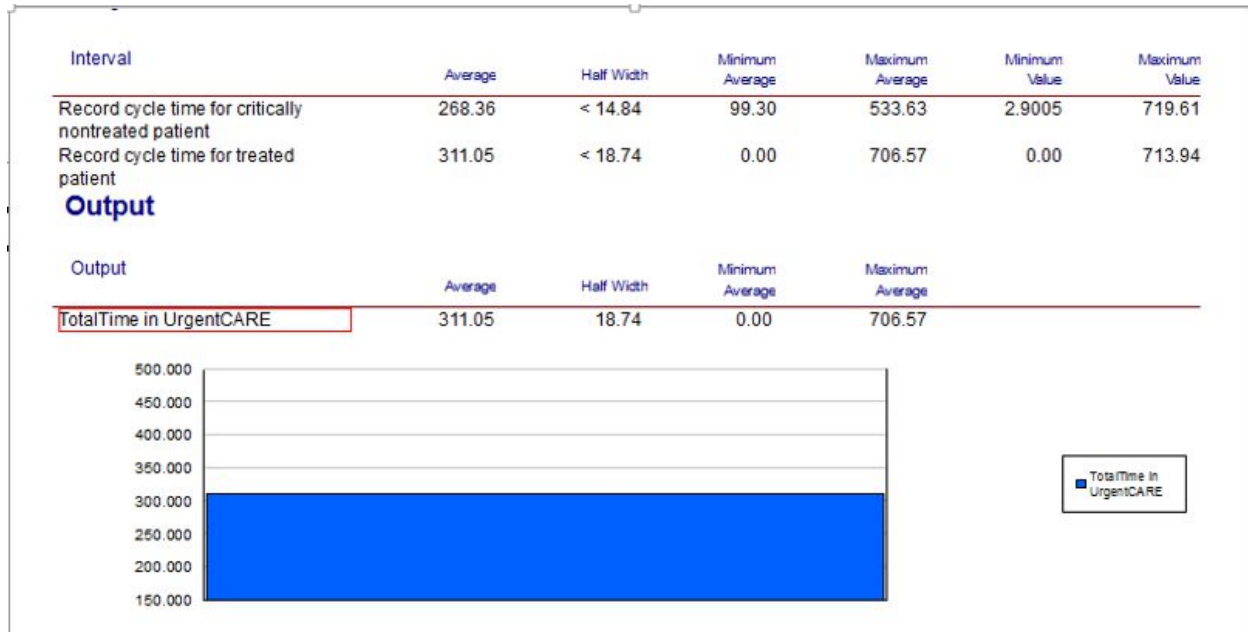 Interval
Average Half Width Minimum Average Maximum Average Minimum Value Maximum Value
Record cycle time for critically nontreated patient 268.36 < 14.84 99.30 533.63 2.9005 719.61
Record cycle time for treated patient 311.05 < 18.74 0.00 706.57 0.00 713.94
Output
Output
Average Half Width Minimum Average Maximum Average
TotalTime in UrgentCARE 311.05 18.74 0.00 706.57
500.000
450.000
400.000
350.000
300.000
250.000
200.000
150.000
TotalTime in
UrgentCARE